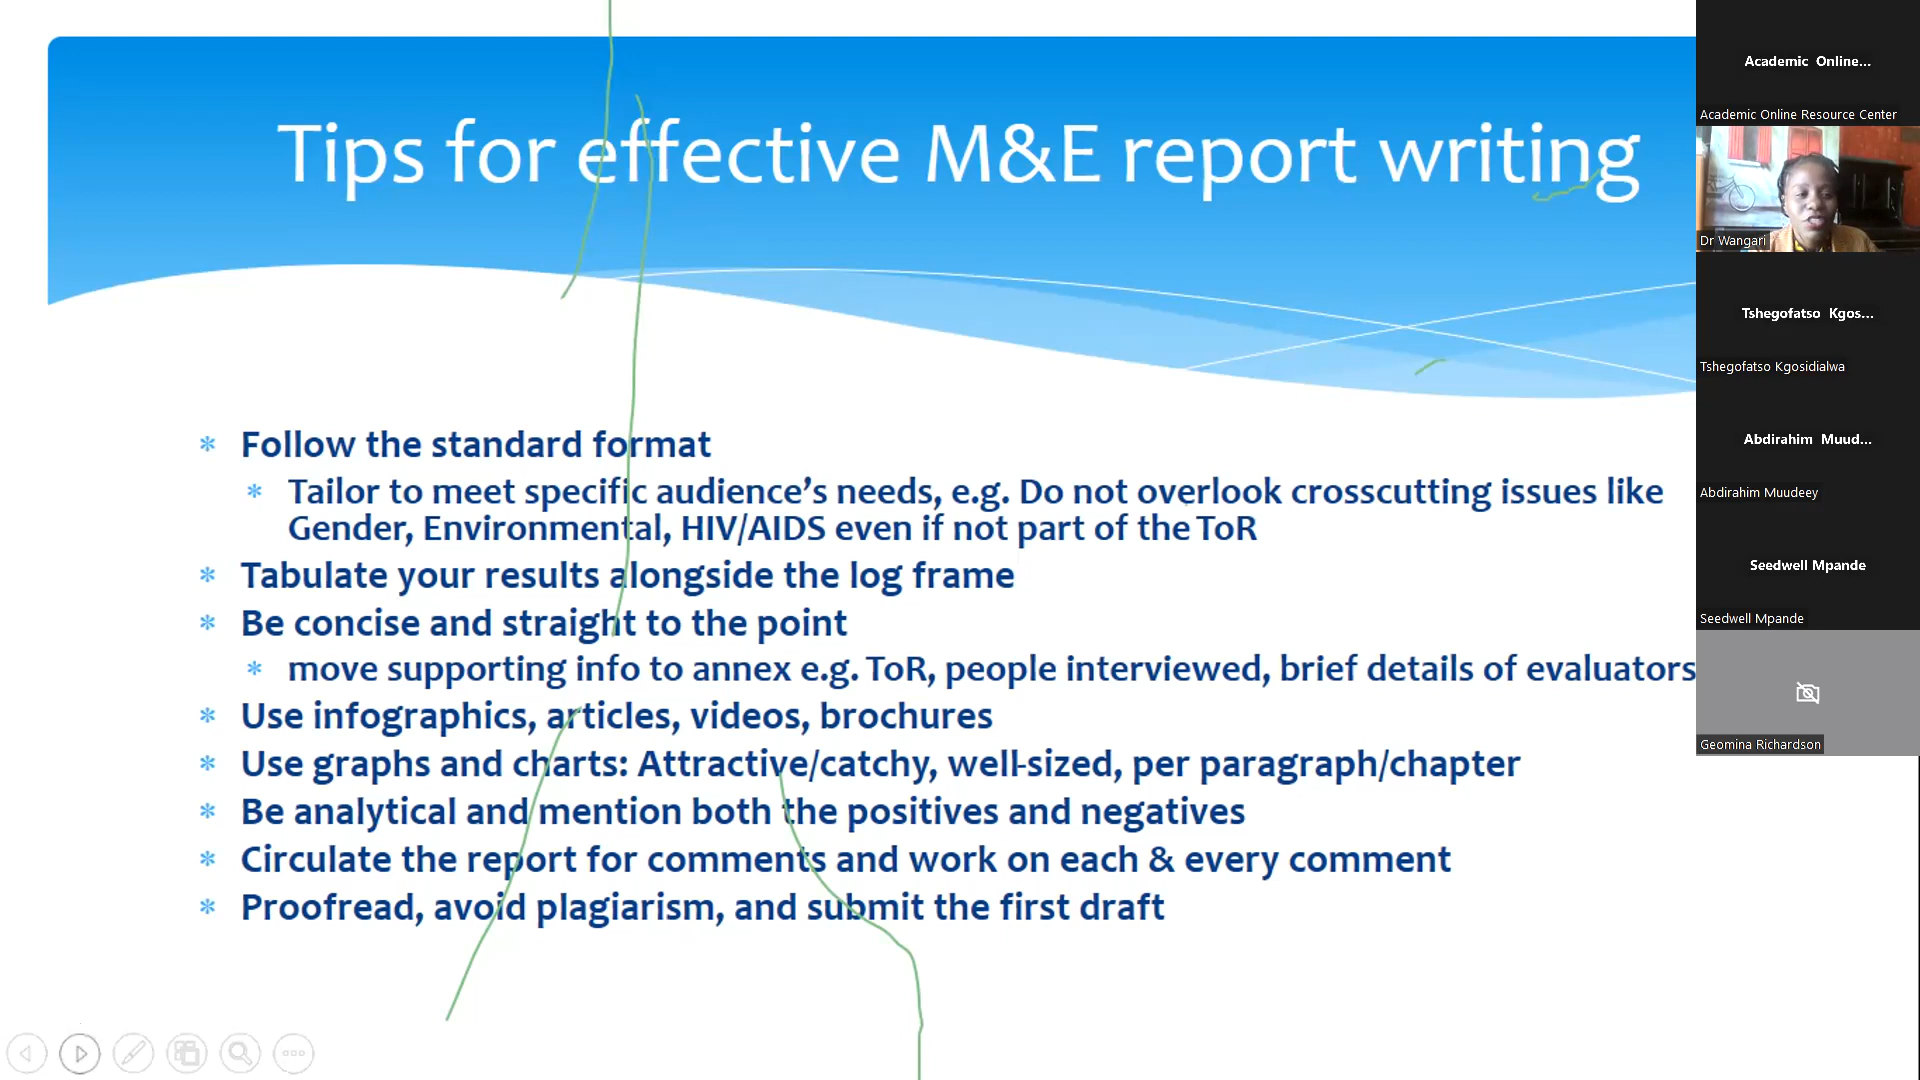 Tips for effective M&E report writing
* Follow the standard format
* Tailor to meet specific audience’s needs, e.g. Do not overlook crosscutting issues like
Gender, Environmental, HIV/AIDS even if not part of the ToR
* Tabulate your results alongside the log frame
* Be concise and straight to the point
* move supporting info to annex e.g. ToR, people interviewed, brief details of evaluators
* Use infographics, articles, videos, brochures
* Use graphs and charts: Attractive/catchy, well-sized, per paragraph/chapter
* Be analytical and mention both the positives and negatives
* Circulate the report for comments and work on each & every comment
* Proofread, avoid plagiarism, and submit the first draft
Academic Online...
Academic Online Resource Center
Dr Wangari
Tshegofatso Kgos...
Tshegofatso Kgosidialwa
Abdirahim Muud...
Abdirahim Muudeey
Seedwell Mpande
Seedwell Mpande
Geomina Richardson